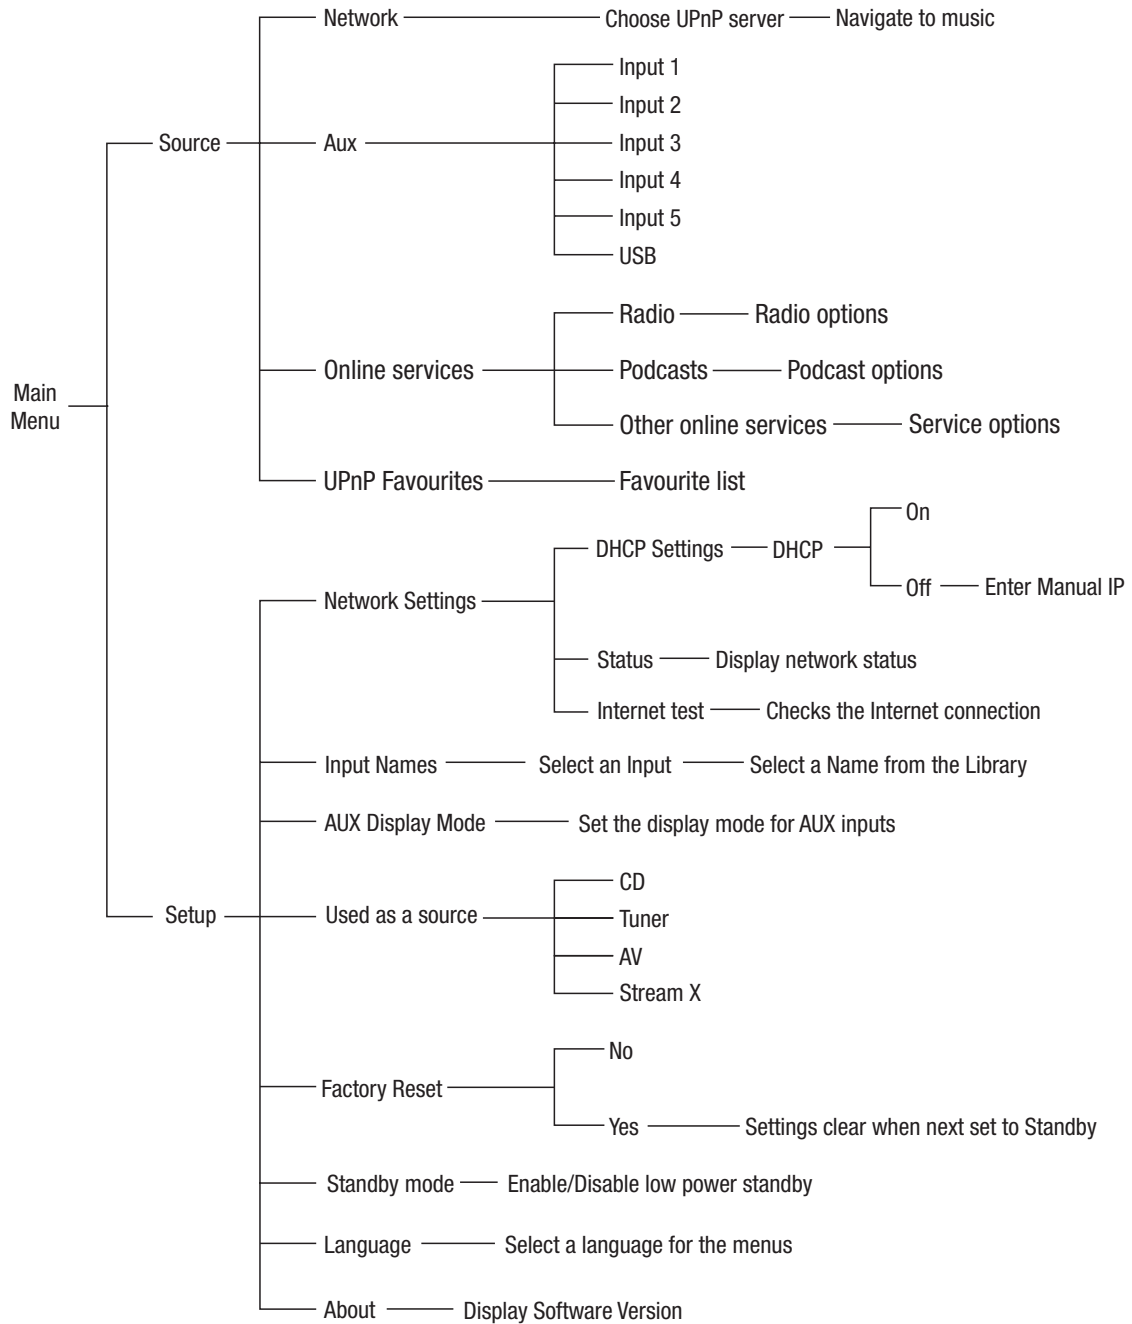 Network
Choose UPnP server
Navigate to music
Input 1
Input 2
Source
Aux
Input 3
Input 4
Input 5
USB
Radio
Radio options
Online services
Podcasts
Podcast options
Main
Menu
Other online services
Service options
UPnP Favourites
Favourite list
On
DHCP Settings
DHCP
Off
Enter Manual IP
Network Settings
Status
Display network status
Internet test
Checks the Internet connection
Input Names
Select an Input
Select a Name from the Library
AUX Display Mode
Set the display mode for AUX inputs
CD
Setup
Used as a source
Tuner
AV
Stream X
No
Factory Reset
Yes
Settings clear when next set to Standby
Standby mode
Enable/Disable low power standby
Language
Select a language for the menus
About
Display Software Version